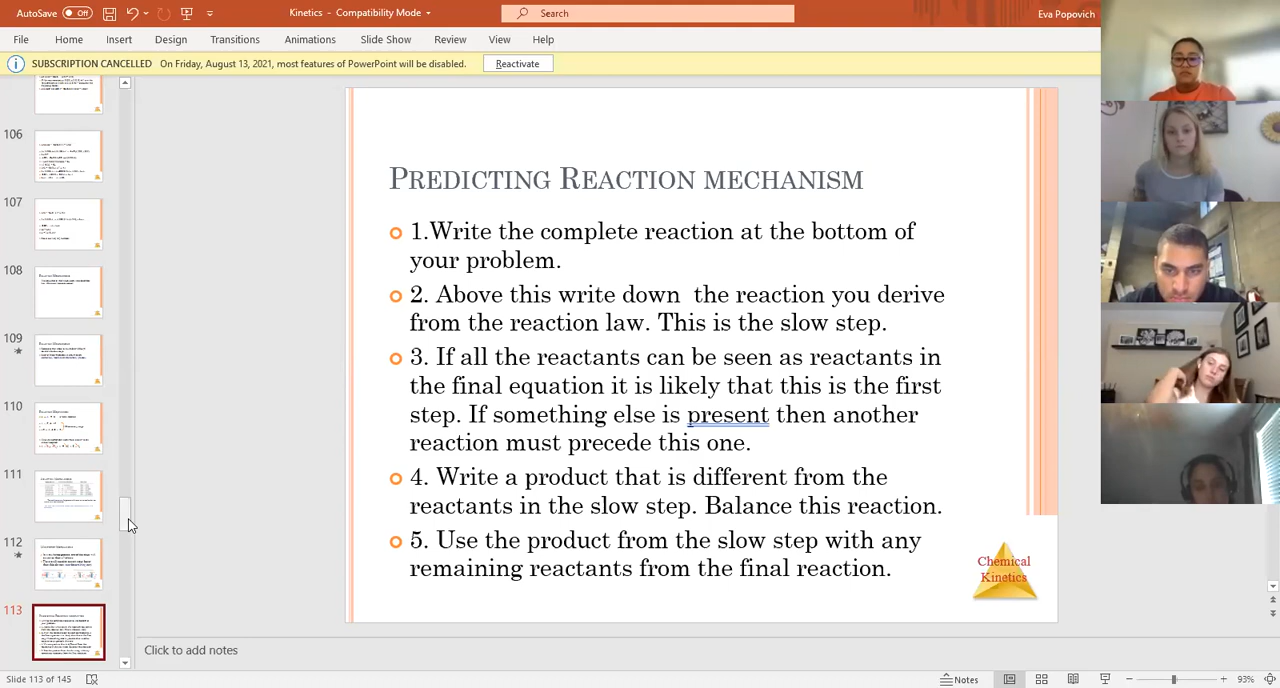 AutoSave Off
Kinetics - Compatibility Mode
Search
Eva Popovich
File Home Insert Design Transitions Animations Slide Show Review View Help
SUBSCRIPTION CANCELLED On Friday, August 13, 2021, most features of PowerPoint will be disabled. Reactivate
106
107
108
109
110
111
112
113
PREDICTING REACTION MECHANISM
1.Write the complete reaction at the bottom of
your problem.
2. Above this write down the reaction you derive
from the reaction law. This is the slow step.
3. If all the reactants can be seen as reactants in
the final equation it is likely that this is the first
step. If something else is present then another
reaction must precede this one.
4. Write a product that is different from the
reactants in the slow step. Balance this reaction.
5. Use the product from the slow step with any
remaining reactants from the final reaction.
Chemical
Kinetics
Click to add notes
Slide 113 of 145
Notes
93%